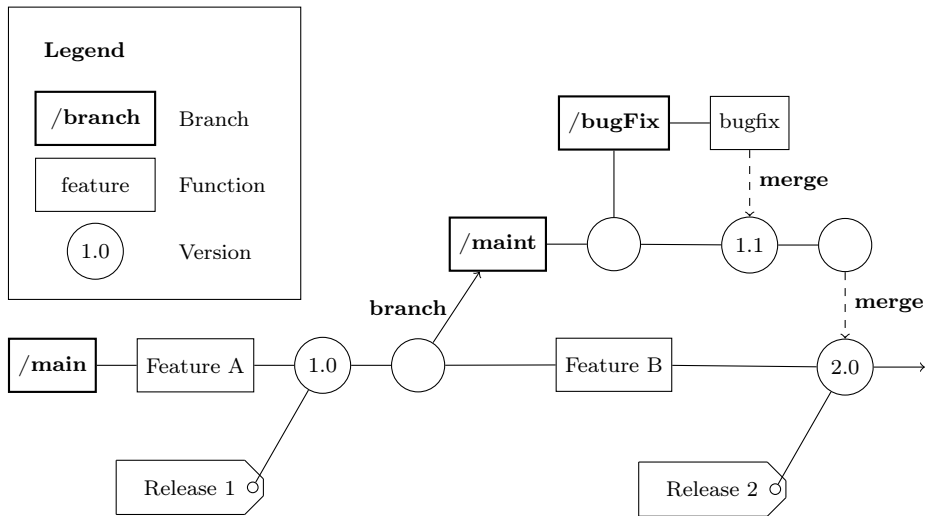 Legend
/branch Branch
feature Function
1.0 Version
/bugFix bugfix
merge
/maint 1.1
branch
merge
/main Feature A 1.0 Feature B 2.0
Release 1
Release 2